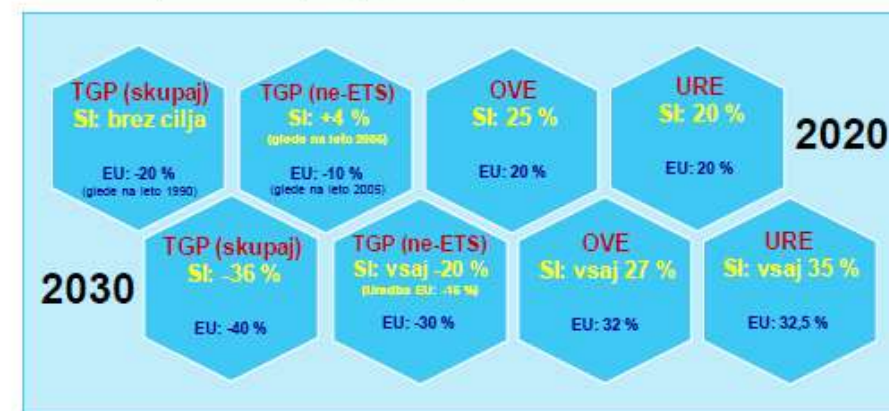 TGP (skupaj)
SI: brez cilja
EU: -20 %
(glede na leto 1990)
TGP (ne-ETS)
SI: +4 %
(glede na leto 2005)
EU: -10 %
(glede na leto 2005)
OVE
SI: 25 %
EU: 20 %
URE
SI: 20 %
EU: 20 %
2020
2030
TGP (skupaj)
SI: -36 %
EU: -40 %
TGP (ne-ETS)
SI: vsaj -20 %
(Uredba EU: -15 %)
EU: -30 %
OVE
SI: vsaj 27 %
EU: 32 %
URE
SI: vsaj 35 %
EU: 32,5 %